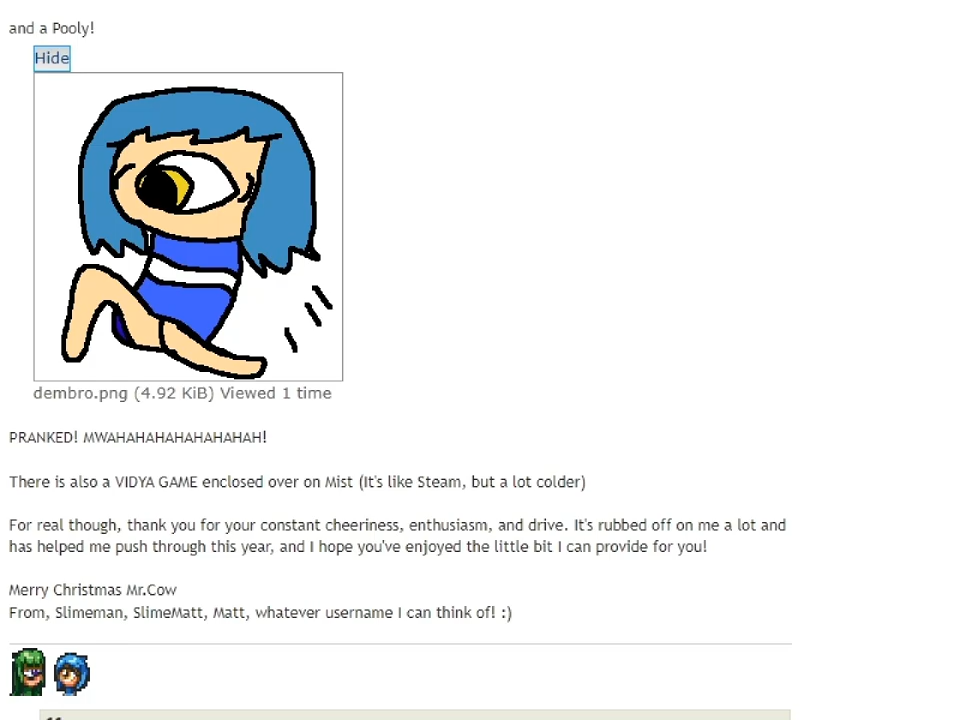 and a Pooly!
Hide
dembro.png (4.92 KiB) Viewed 1 time
PRANKED! MWAHAHAHAHAHAHAHAH!
There is also a VIDYA GAME enclosed over on Mist (It's like Steam, but a lot colder)
For real though, thank you for your constant cheeriness, enthusiasm, and drive. It's rubbed off on me a lot and
has helped me push through this year, and I hope you've enjoyed the little bit I can provide for you!
Merry Christmas Mr.Cow
From, Slimeman, SlimeMatt, Matt, whatever username I can think of! :)